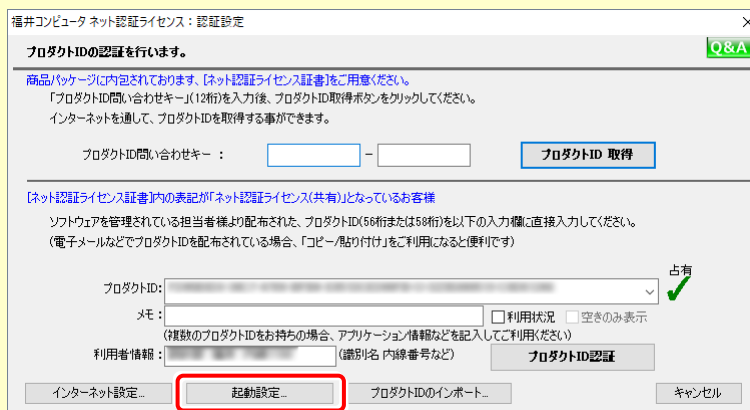 福井コンピュータ ネット認証ライセンス：認証設定
プロダクトIDの認証を行います。
Q&A
商品パッケージに内包されております、[ネット認証ライセンス証書]をご用意ください。
「プロダクトID問い合わせキー」(12桁)を入力後、プロダクトID取得ボタンをクリックしてください。
インターネットを通して、プロダクトIDを取得する事ができます。
プロダクトID問い合わせキー ：
－
プロダクトID 取得
[ネット認証ライセンス証書]内の表記が「ネット認証ライセンス(共有)」となっているお客様
ソフトウェアを管理されている担当者様より配布された、プロダクトID(56桁または58桁)を以下の入力欄に直接入力してください。
(電子メールなどでプロダクトIDを配布されている場合、「コピー/貼り付け」をご利用になると便利です)
占有
プロダクトID:
メモ：
利用状況
空きのみ表示
(複数のプロダクトIDをお持ちの場合、アプリケーション情報などを記入してご利用ください)
利用者情報：
(識別名 内線番号など)
プロダクトID認証
インターネット設定...
起動設定...
プロダクトIDのインポート...
キャンセル